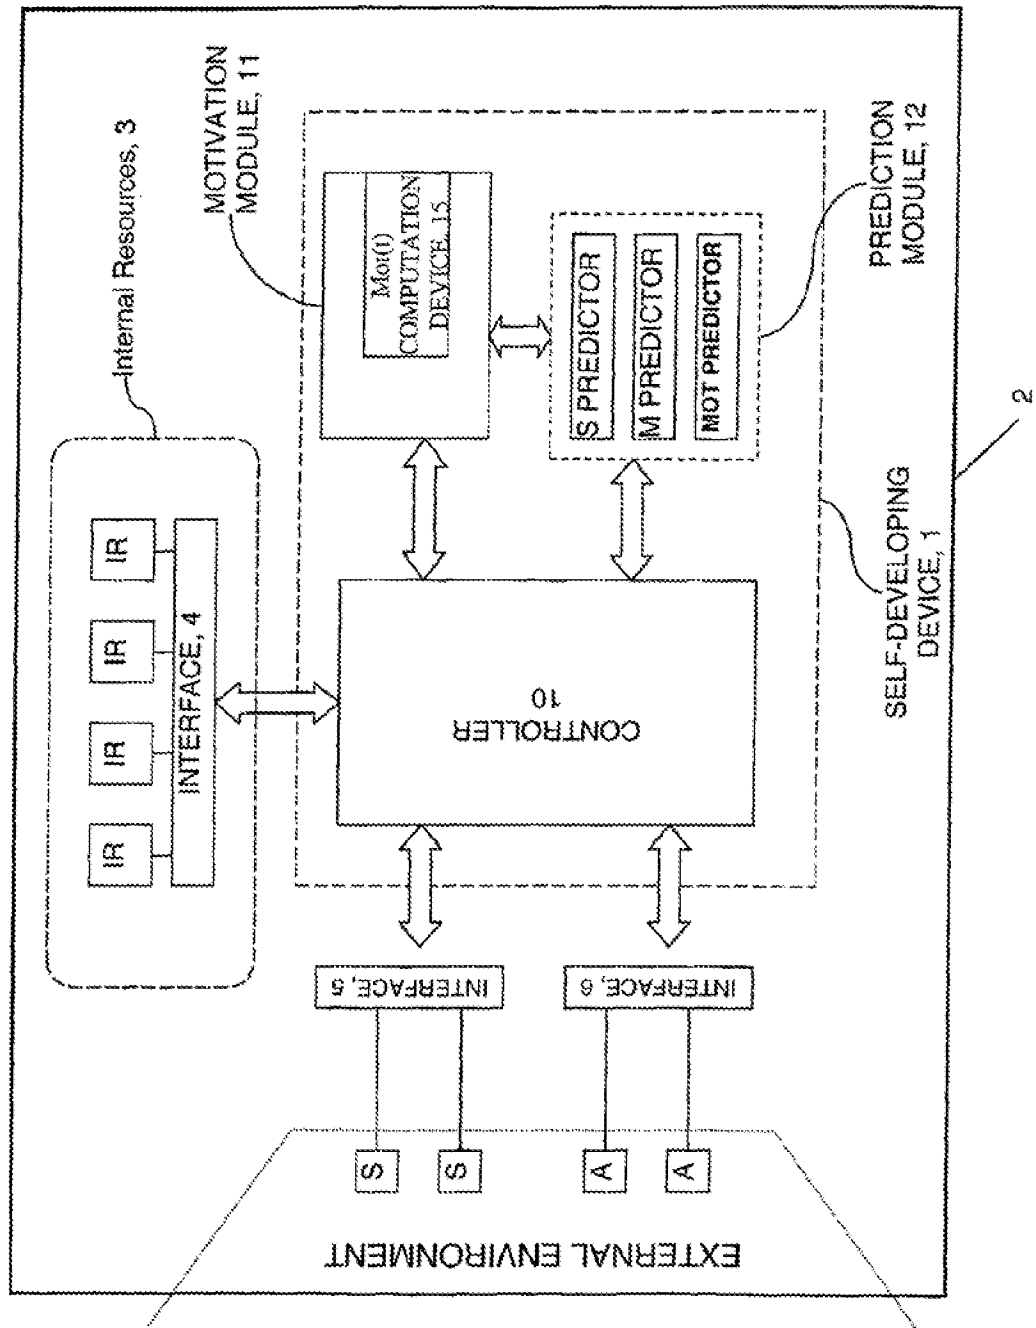 Internal Resources, 3
IR
IR
IR
IR
INTERFACE, 4
MOTIVATION
MODULE, 11
Mot(t)
COMPUTATION
DEVICE, 15
S PREDICTOR
M PREDICTOR
MOT PREDICTOR
PREDICTION
MODULE, 12
CONTROLLER
10
SELF-DEVELOPING
DEVICE, 1
2
INTERFACE, 5
INTERFACE, 6
S
S
A
A
EXTERNAL ENVIRONMENT